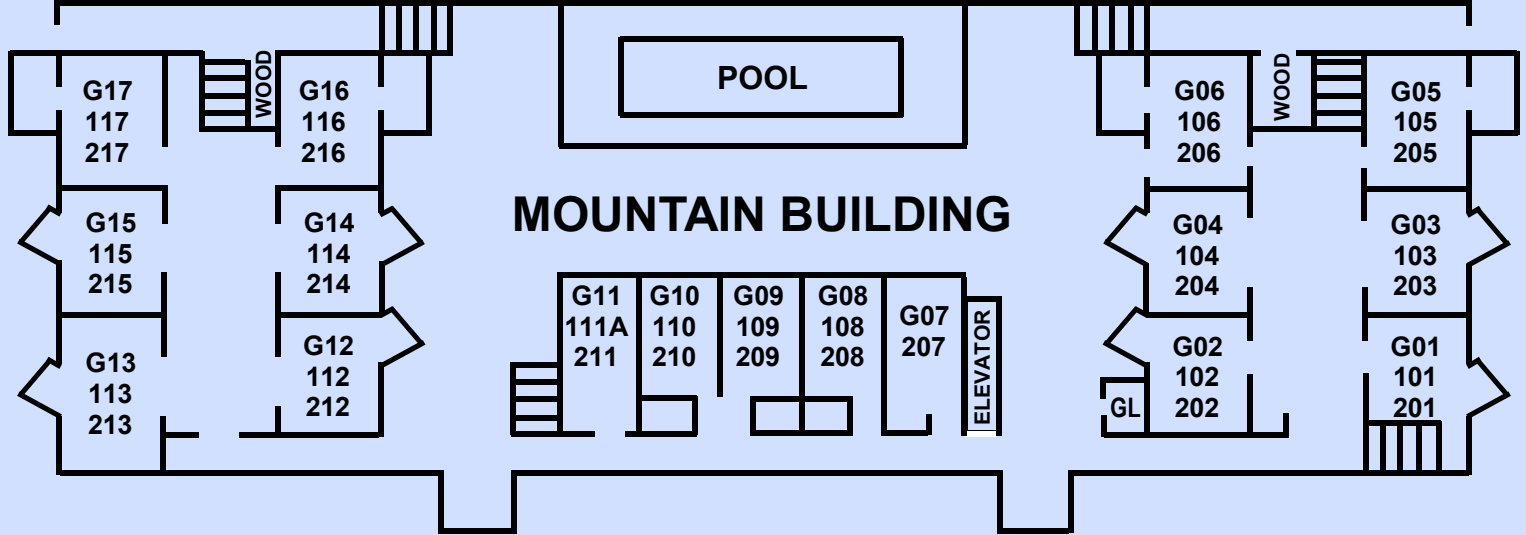 POOL
MOUNTAIN BUILDING
G17
117
217
WOOD
G16
116
216
G06
106
206
WOOD
G05
105
205
G15
115
215
G14
114
214
G04
104
204
G03
103
203
G13
113
213
G12
112
212
G11
111A
211
G10
110
210
G09
109
209
G08
108
208
G07
207
ELEVATOR
GL
G02
102
202
G01
101
201